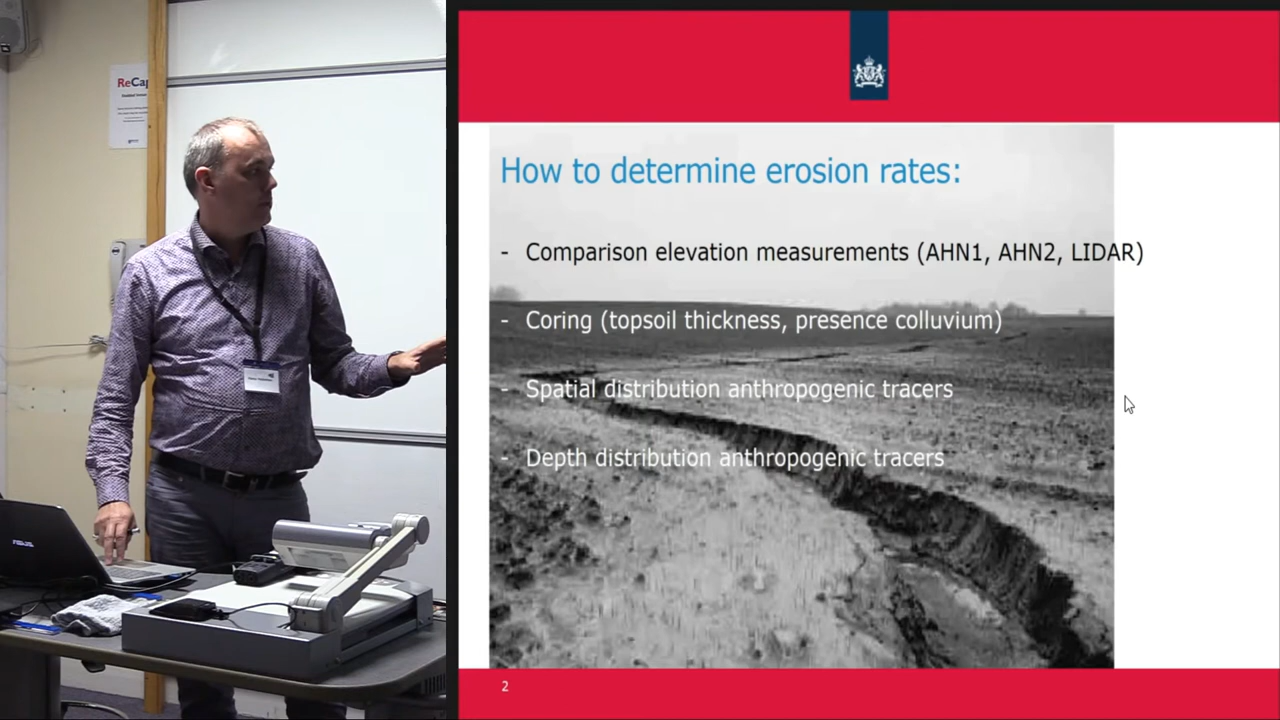 ReCap
How to determine erosion rates:
- Comparison elevation measurements (AHN1, AHN2, LIDAR)
- Coring (topsoil thickness, presence colluvium)
- Spatial distribution anthropogenic tracers
- Depth distribution anthropogenic tracers
2